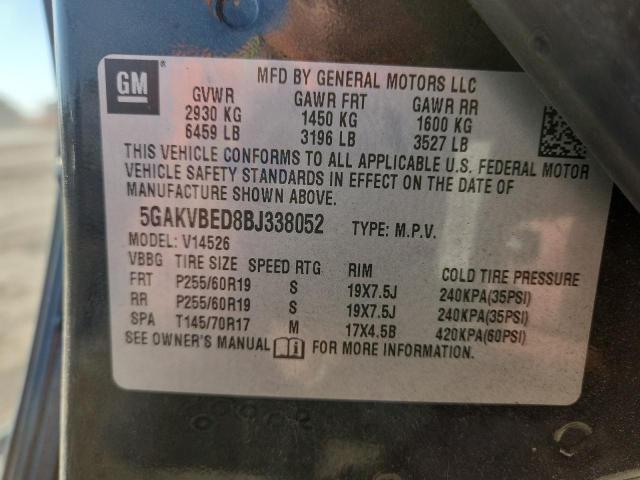 GM®
MFD BY GENERAL MOTORS LLC
GVWR GAWR FRT GAWR RR
2930 KG 1450 KG 1600 KG
6459 LB 3196 LB 3527 LB
THIS VEHICLE CONFORMS TO ALL APPLICABLE U.S. FEDERAL MOTOR
VEHICLE SAFETY STANDARDS IN EFFECT ON THE DATE OF
MANUFACTURE SHOWN ABOVE.
5GAKVBED8BJ338052 TYPE: M.P.V.
MODEL: V14526
VBBG TIRE SIZE SPEED RTG RIM COLD TIRE PRESSURE
FRT P255/60R19 S 19X7.5J 240KPA(35PSI)
RR P255/60R19 S 19X7.5J 240KPA(35PSI)
SPA T145/70R17 M 17X4.5B 420KPA(60PSI)
SEE OWNER'S MANUAL FOR MORE INFORMATION.